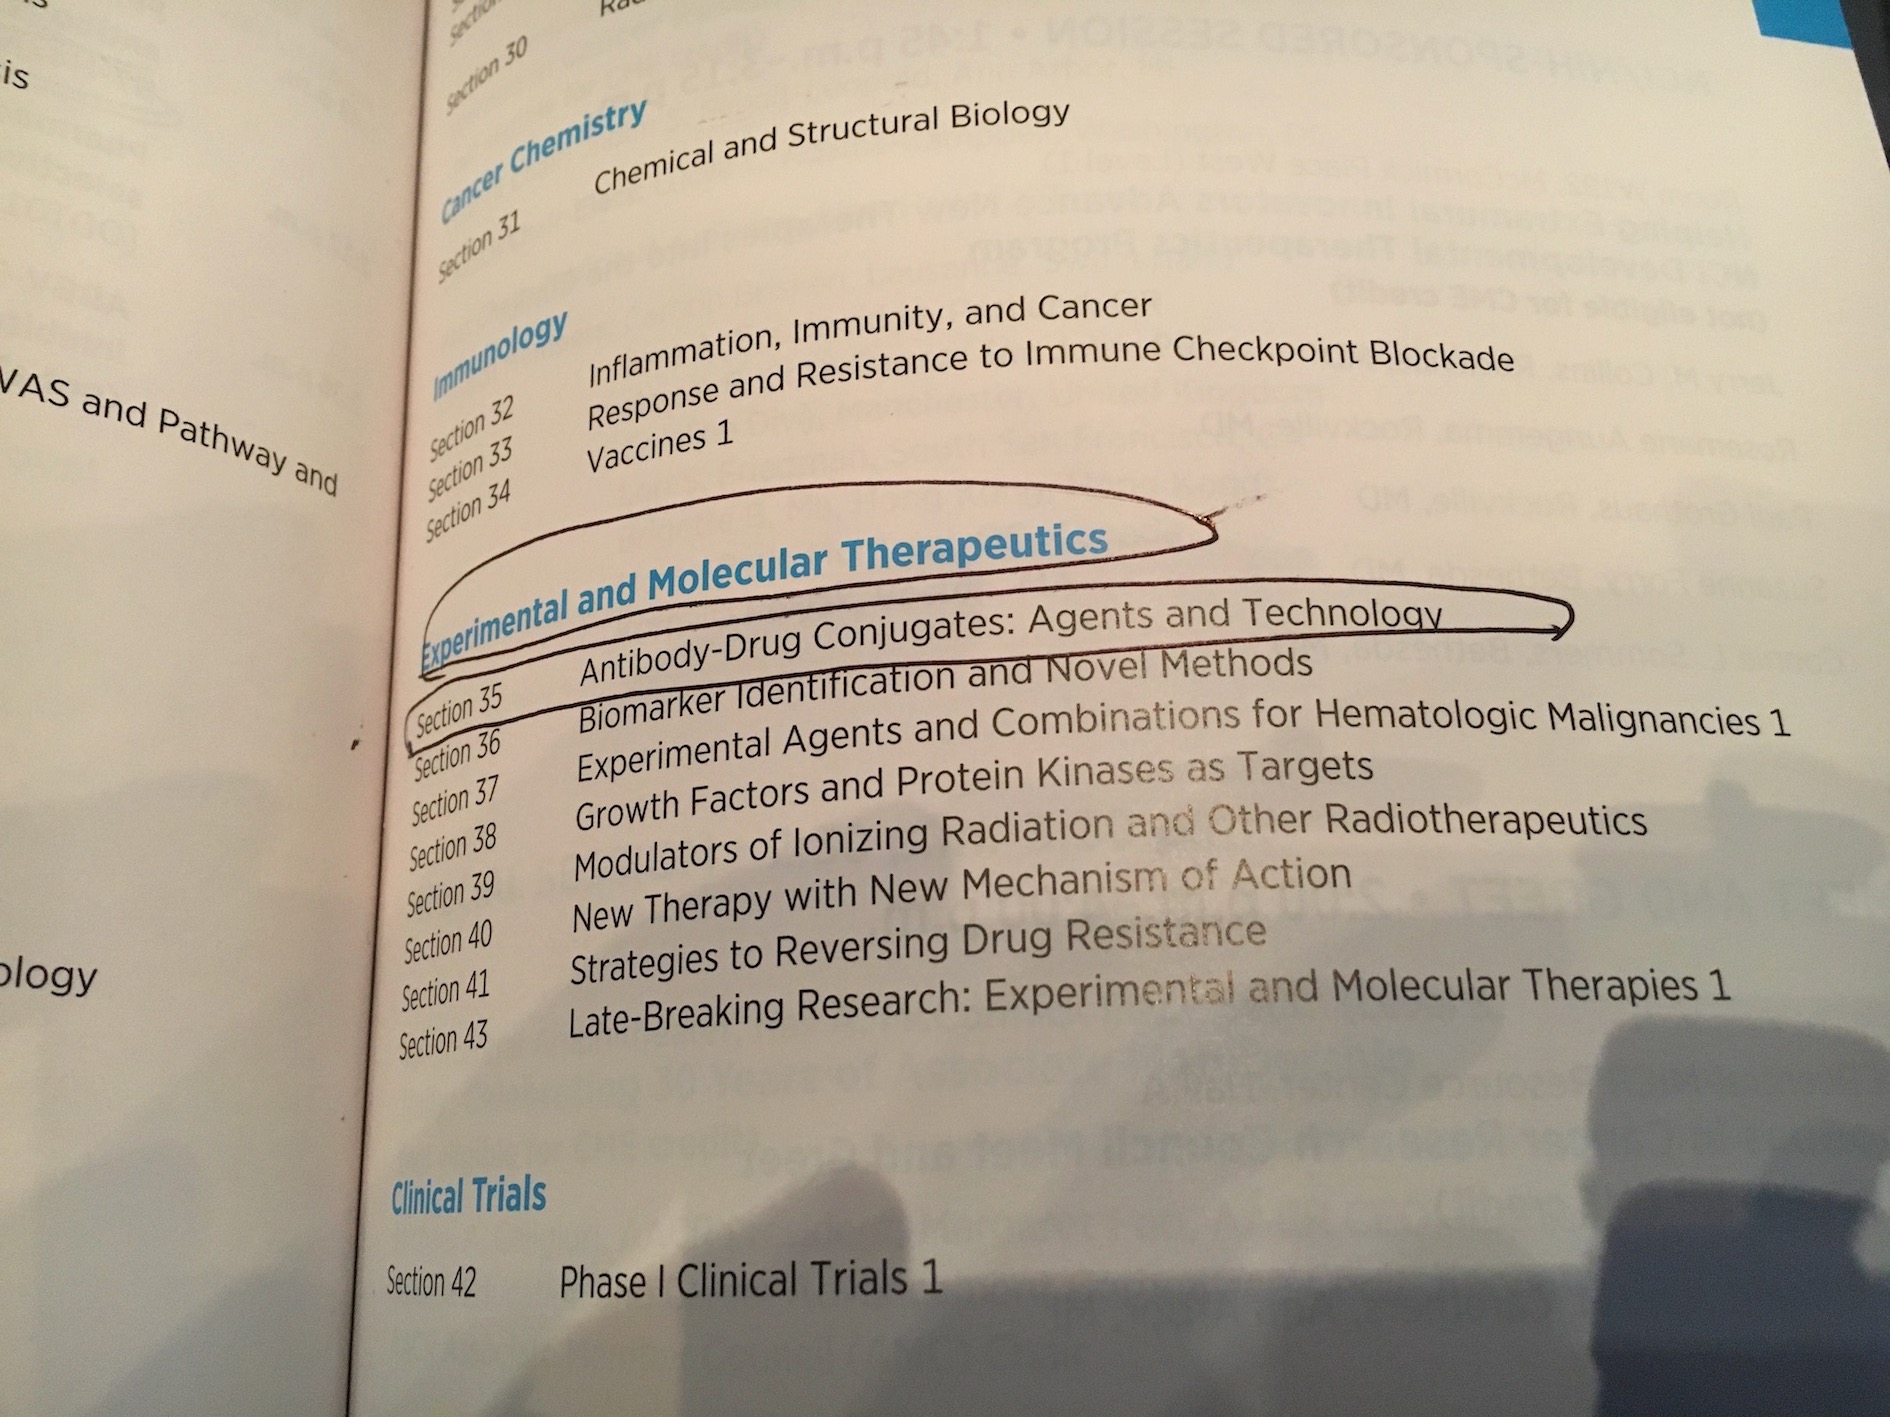 is
VAS and Pathway and
ology
Section 30
Cancer Chemistry
Section 31 Chemical and Structural Biology
Immunology
Section 32 Inflammation, Immunity, and Cancer
Section 33 Response and Resistance to Immune Checkpoint Blockade
Section 34 Vaccines 1
Experimental and Molecular Therapeutics
Section 35 Antibody-Drug Conjugates: Agents and Technology
Section 36 Biomarker Identification and Novel Methods
Section 37 Experimental Agents and Combinations for Hematologic Malignancies 1
Section 38 Growth Factors and Protein Kinases as Targets
Section 39 Modulators of Ionizing Radiation and Other Radiotherapeutics
Section 40 New Therapy with New Mechanism of Action
Section 41 Strategies to Reversing Drug Resistance
Section 43 Late-Breaking Research: Experimental and Molecular Therapies 1
Clinical Trials
Section 42 Phase I Clinical Trials 1